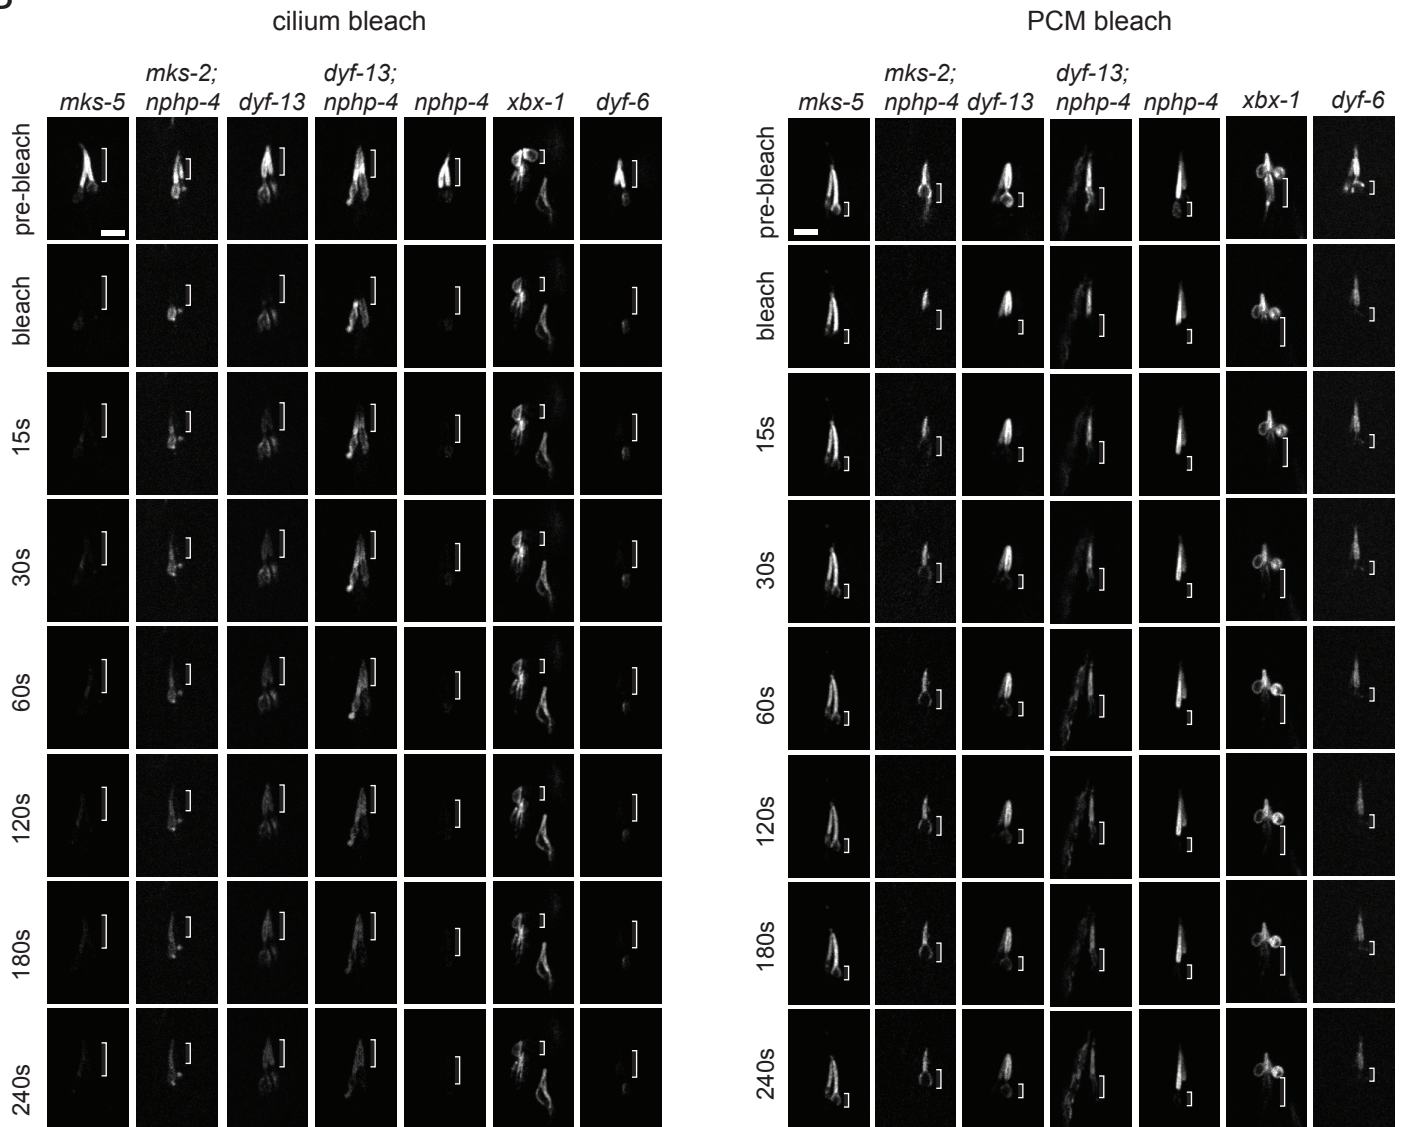 cilium bleach
PCM bleach
mks-2; dyf-13; mks-2; dyf-13;
mks-5 nphp-4 dyf-13 nphp-4 nphp-4 xbx-1 dyf-6 mks-5 nphp-4 dyf-13 nphp-4 nphp-4 xbx-1 dyf-6
pre-bleach pre-bleach
bleach bleach
15s 15s
30s 30s
60s 60s
120s 120s
180s 180s
240s 240s